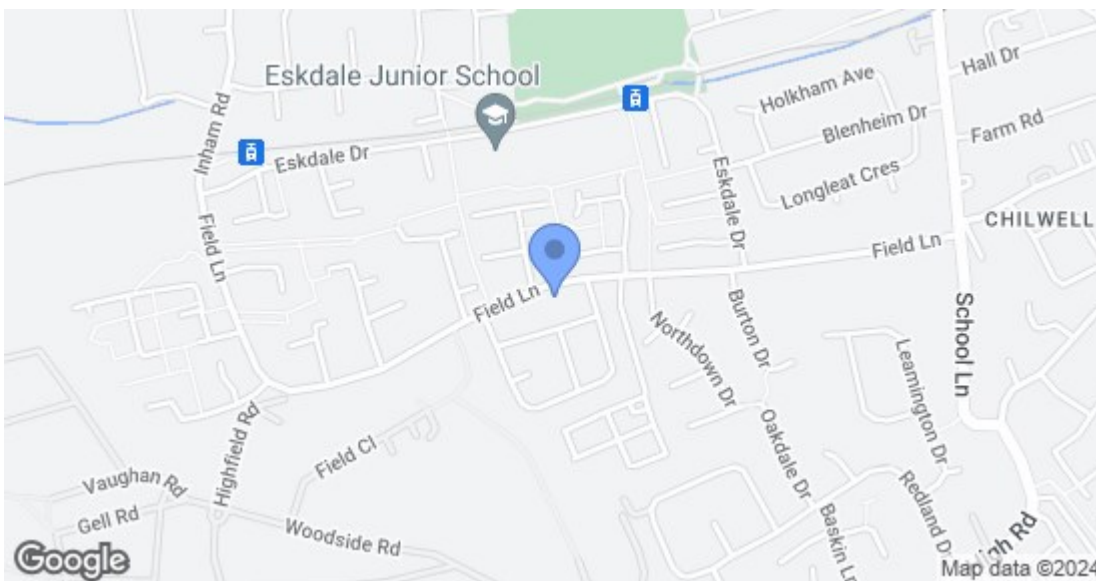 Eskdale Junior School
Inham Rd
Eskdale Dr
Holkham Ave
Hall Dr
Blenheim Dr
Farm Rd
Longleat Cres
Eskdale Dr
CHILWELL
Field Ln
Field Ln
Field Ln
School Ln
Burton Dr
Northdown Dr
Leamington Dr
Highfield Rd
Oakdale Dr
Field Cl
Vaughan Rd
Gell Rd
Woodside Rd
Baskin Ln
Redland D
igh Rd
Google
Map data ©2024